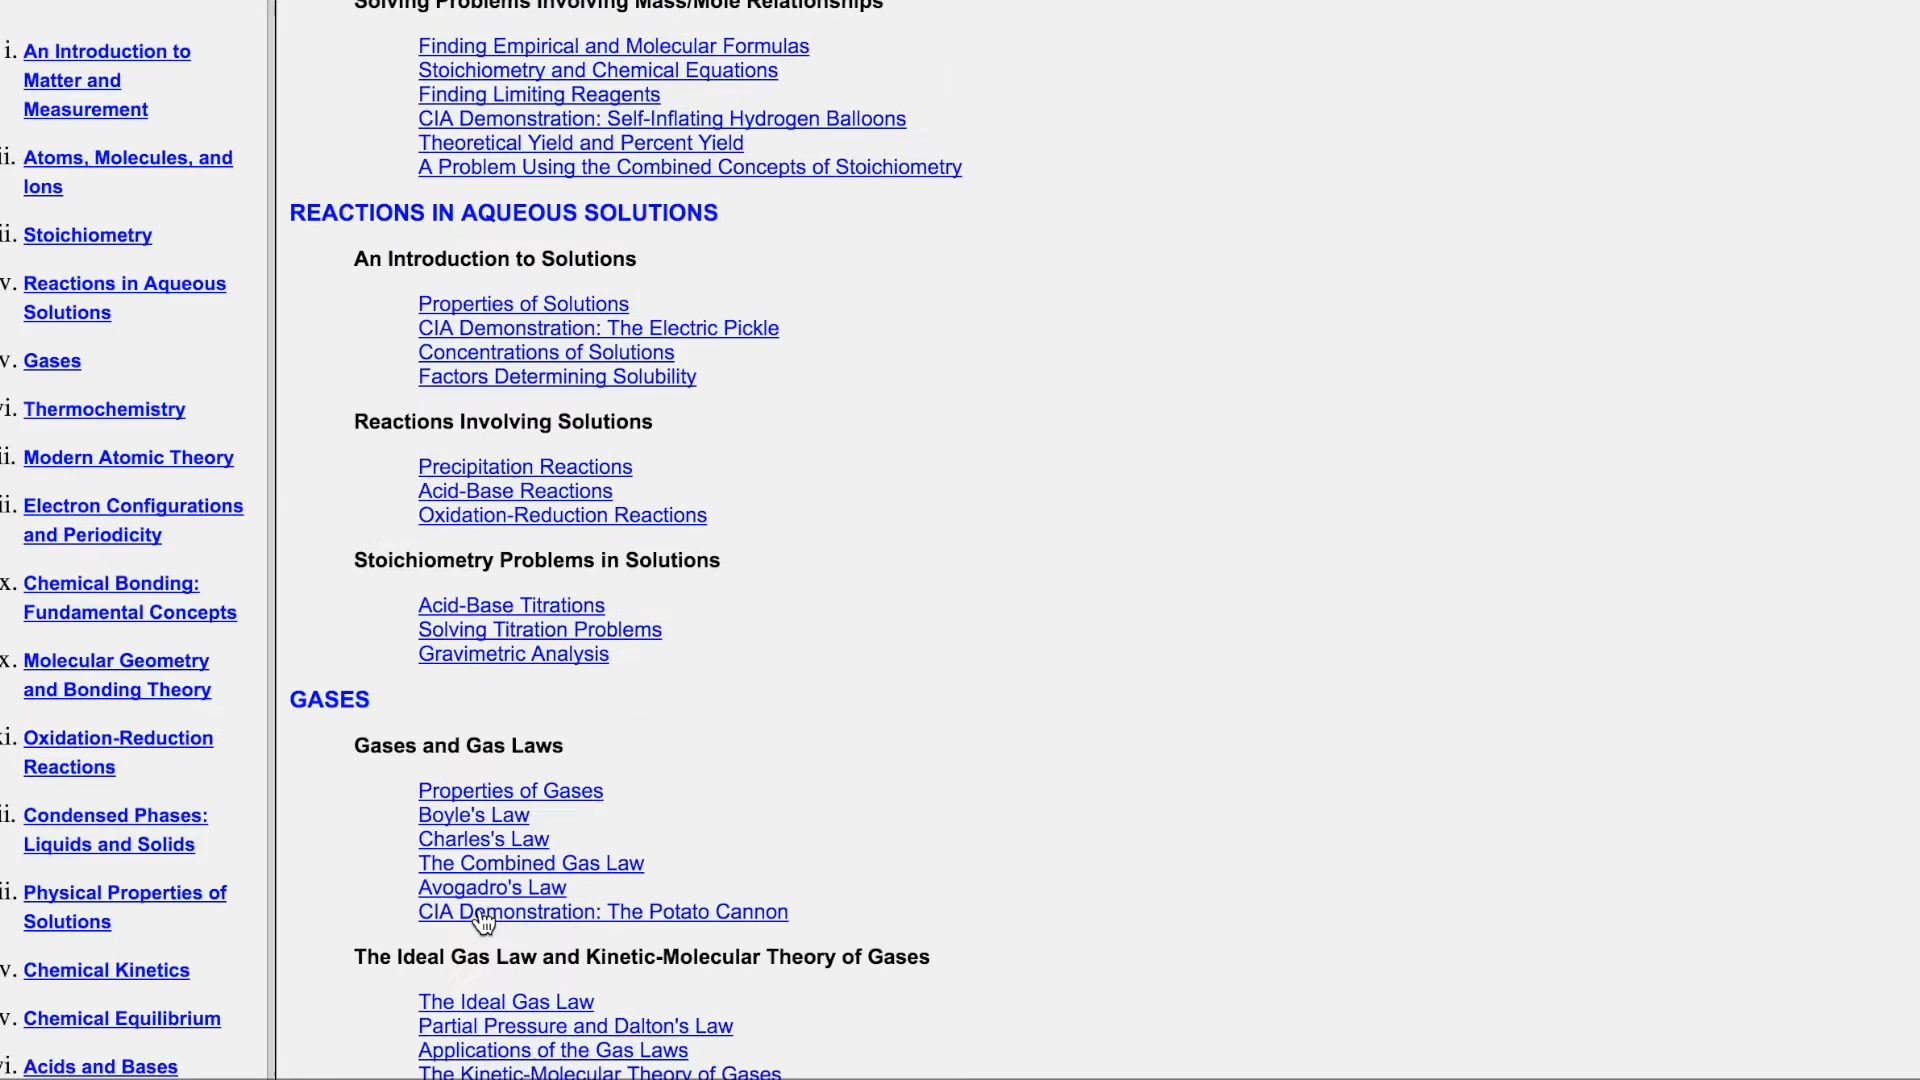 i. An Introduction to
Matter and
Measurement
ii. Atoms, Molecules, and
Ions
ii. Stoichiometry
v. Reactions in Aqueous
Solutions
v. Gases
vi. Thermochemistry
ii. Modern Atomic Theory
ii. Electron Configurations
and Periodicity
x. Chemical Bonding:
Fundamental Concepts
x. Molecular Geometry
and Bonding Theory
xi. Oxidation-Reduction
Reactions
ii. Condensed Phases:
Liquids and Solids
ii. Physical Properties of
Solutions
v. Chemical Kinetics
v. Chemical Equilibrium
vi. Acids and Bases
Solving Problems Involving Mass/Mole Relationships
Finding Empirical and Molecular Formulas
Stoichiometry and Chemical Equations
Finding Limiting Reagents
CIA Demonstration: Self-Inflating Hydrogen Balloons
Theoretical Yield and Percent Yield
A Problem Using the Combined Concepts of Stoichiometry
REACTIONS IN AQUEOUS SOLUTIONS
An Introduction to Solutions
Properties of Solutions
CIA Demonstration: The Electric Pickle
Concentrations of Solutions
Factors Determining Solubility
Reactions Involving Solutions
Precipitation Reactions
Acid-Base Reactions
Oxidation-Reduction Reactions
Stoichiometry Problems in Solutions
Acid-Base Titrations
Solving Titration Problems
Gravimetric Analysis
GASES
Gases and Gas Laws
Properties of Gases
Boyle's Law
Charles's Law
The Combined Gas Law
Avogadro's Law
CIA Demonstration: The Potato Cannon
The Ideal Gas Law and Kinetic-Molecular Theory of Gases
The Ideal Gas Law
Partial Pressure and Dalton's Law
Applications of the Gas Laws
The Kinetic-Molecular Theory of Gases